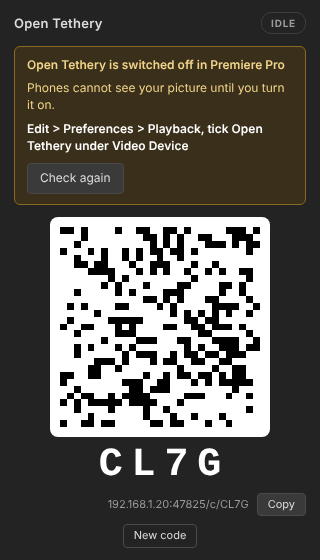 Open Tethery
IDLE
Open Tethery is switched off in Premiere Pro
Phones cannot see your picture until you turn
it on.
Edit > Preferences > Playback, tick Open
Tethery under Video Device
Check again
CL7G
192.168.1.20:47825/c/CL7G
Copy
New code